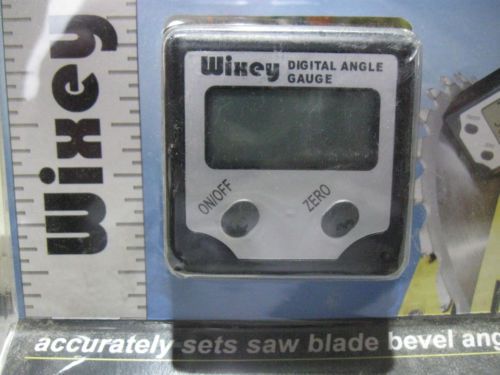 Wixey
Wixey DIGITAL ANGLE
GAUGE
ON/OFF
ZERO
accurately sets saw blade bevel ang